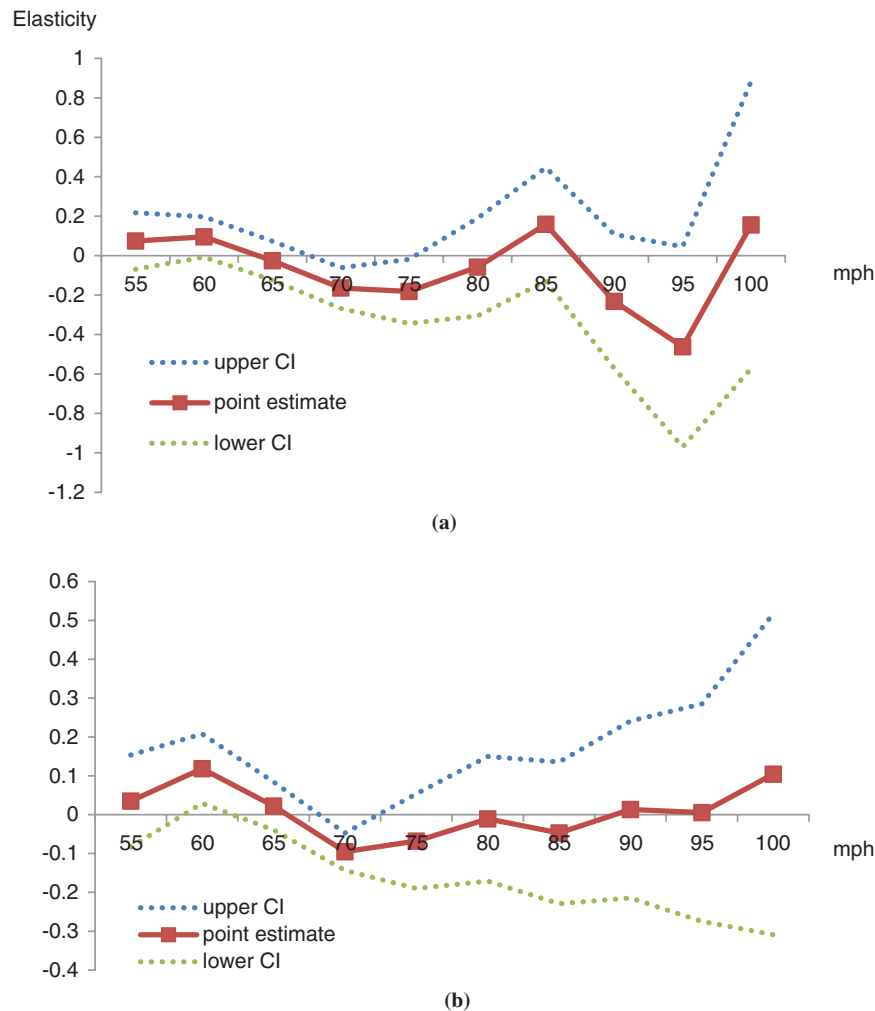 Elasticity
1
0.8
0.6
0.4
0.2
0
-0.2
-0.4
-0.6
-0.8
-1
-1.2
55 60 65 70 75 80 85 90 95 100
mph
upper CI
point estimate
lower CI
(a)
0.6
0.5
0.4
0.3
0.2
0.1
0
-0.1
-0.2
-0.3
-0.4
55 60 65 70 75 80 85 90 95 100
mph
upper CI
point estimate
lower CI
(b)